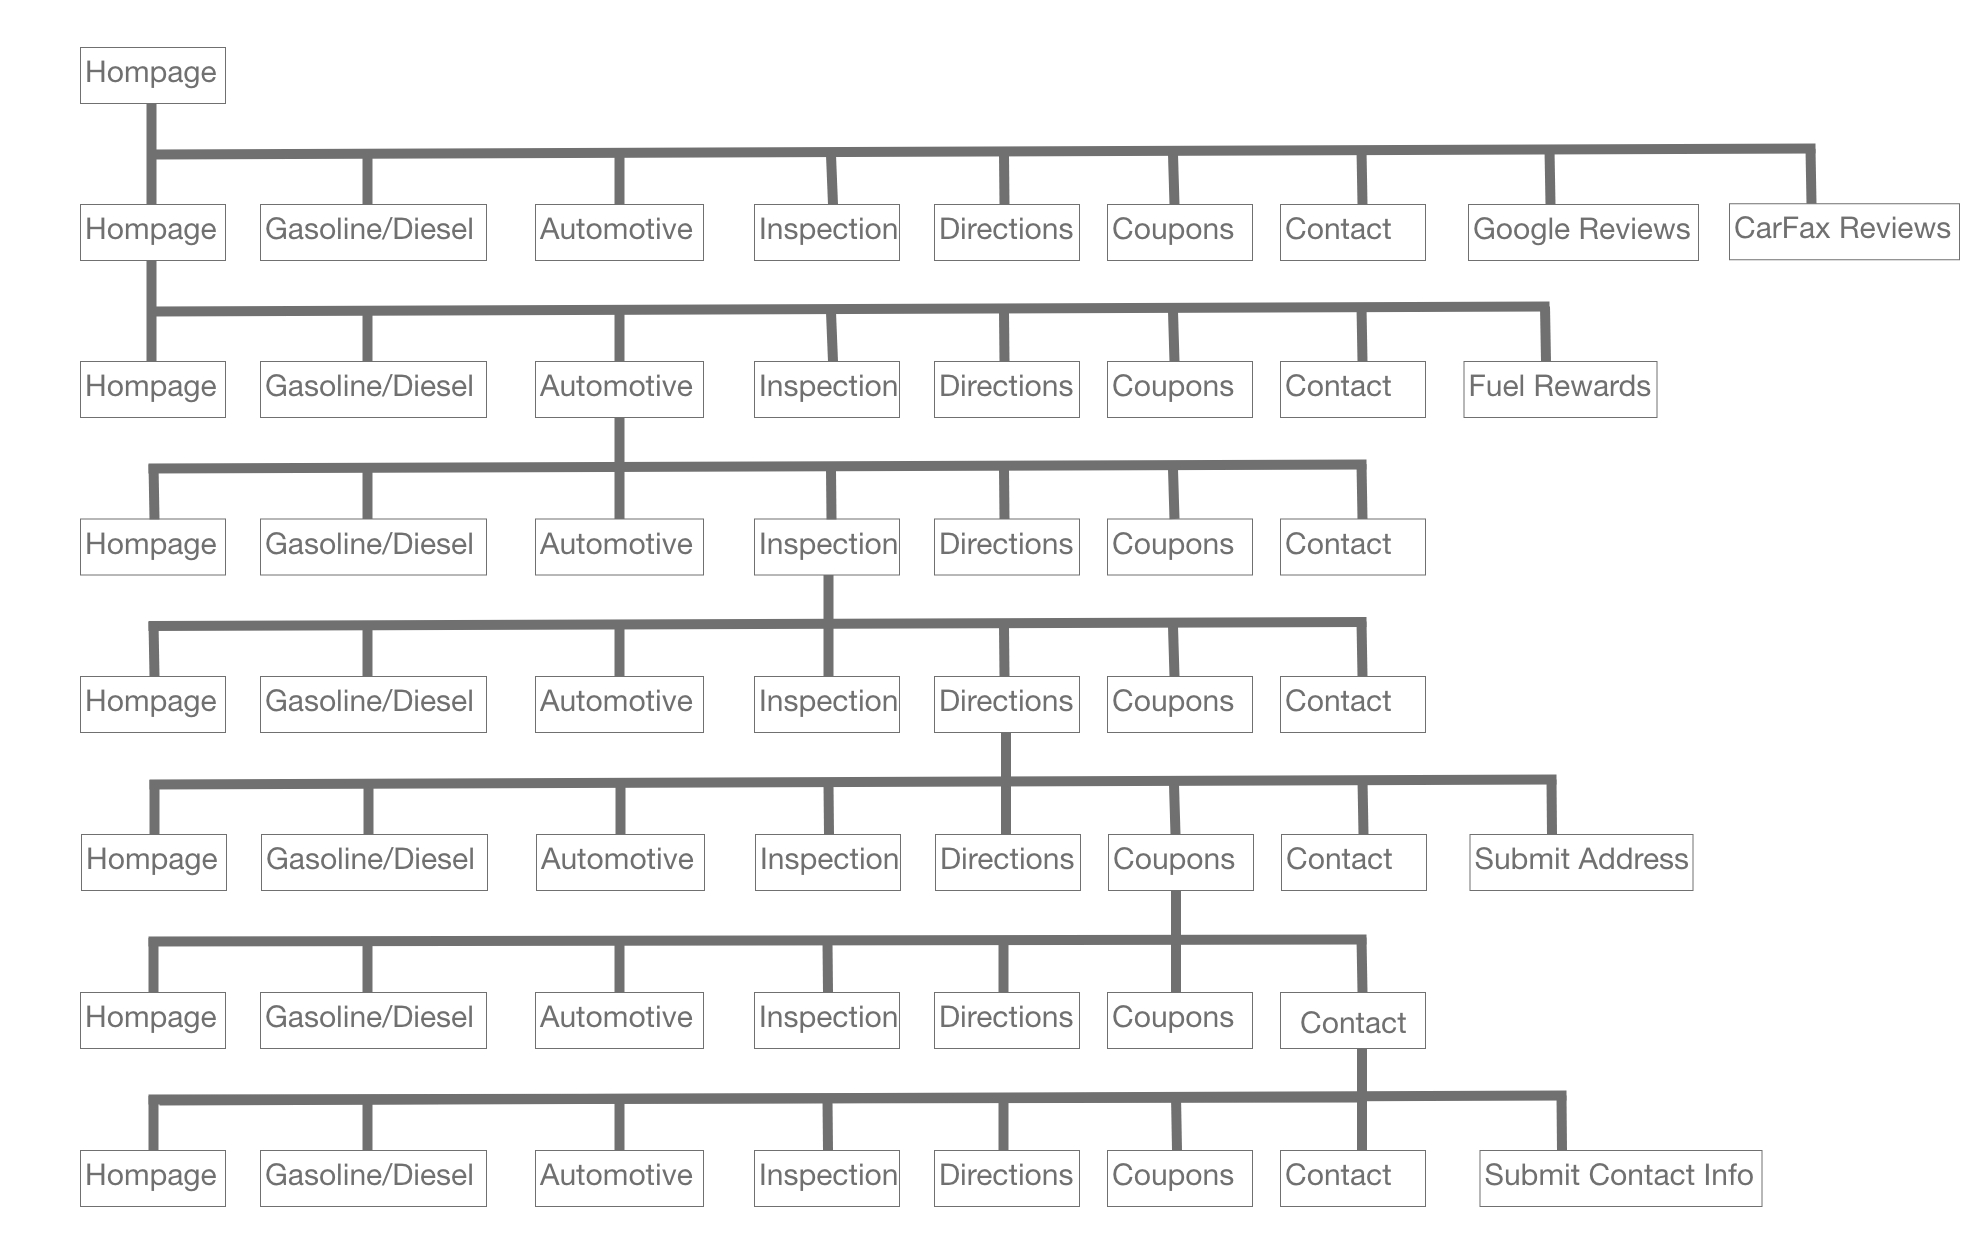 Hompage
Hompage Gasoline/Diesel Automotive Inspection Directions Coupons Contact Google Reviews CarFax Reviews
Hompage Gasoline/Diesel Automotive Inspection Directions Coupons Contact Fuel Rewards
Hompage Gasoline/Diesel Automotive Inspection Directions Coupons Contact
Hompage Gasoline/Diesel Automotive Inspection Directions Coupons Contact
Hompage Gasoline/Diesel Automotive Inspection Directions Coupons Contact Submit Address
Hompage Gasoline/Diesel Automotive Inspection Directions Coupons Contact
Hompage Gasoline/Diesel Automotive Inspection Directions Coupons Contact Submit Contact Info